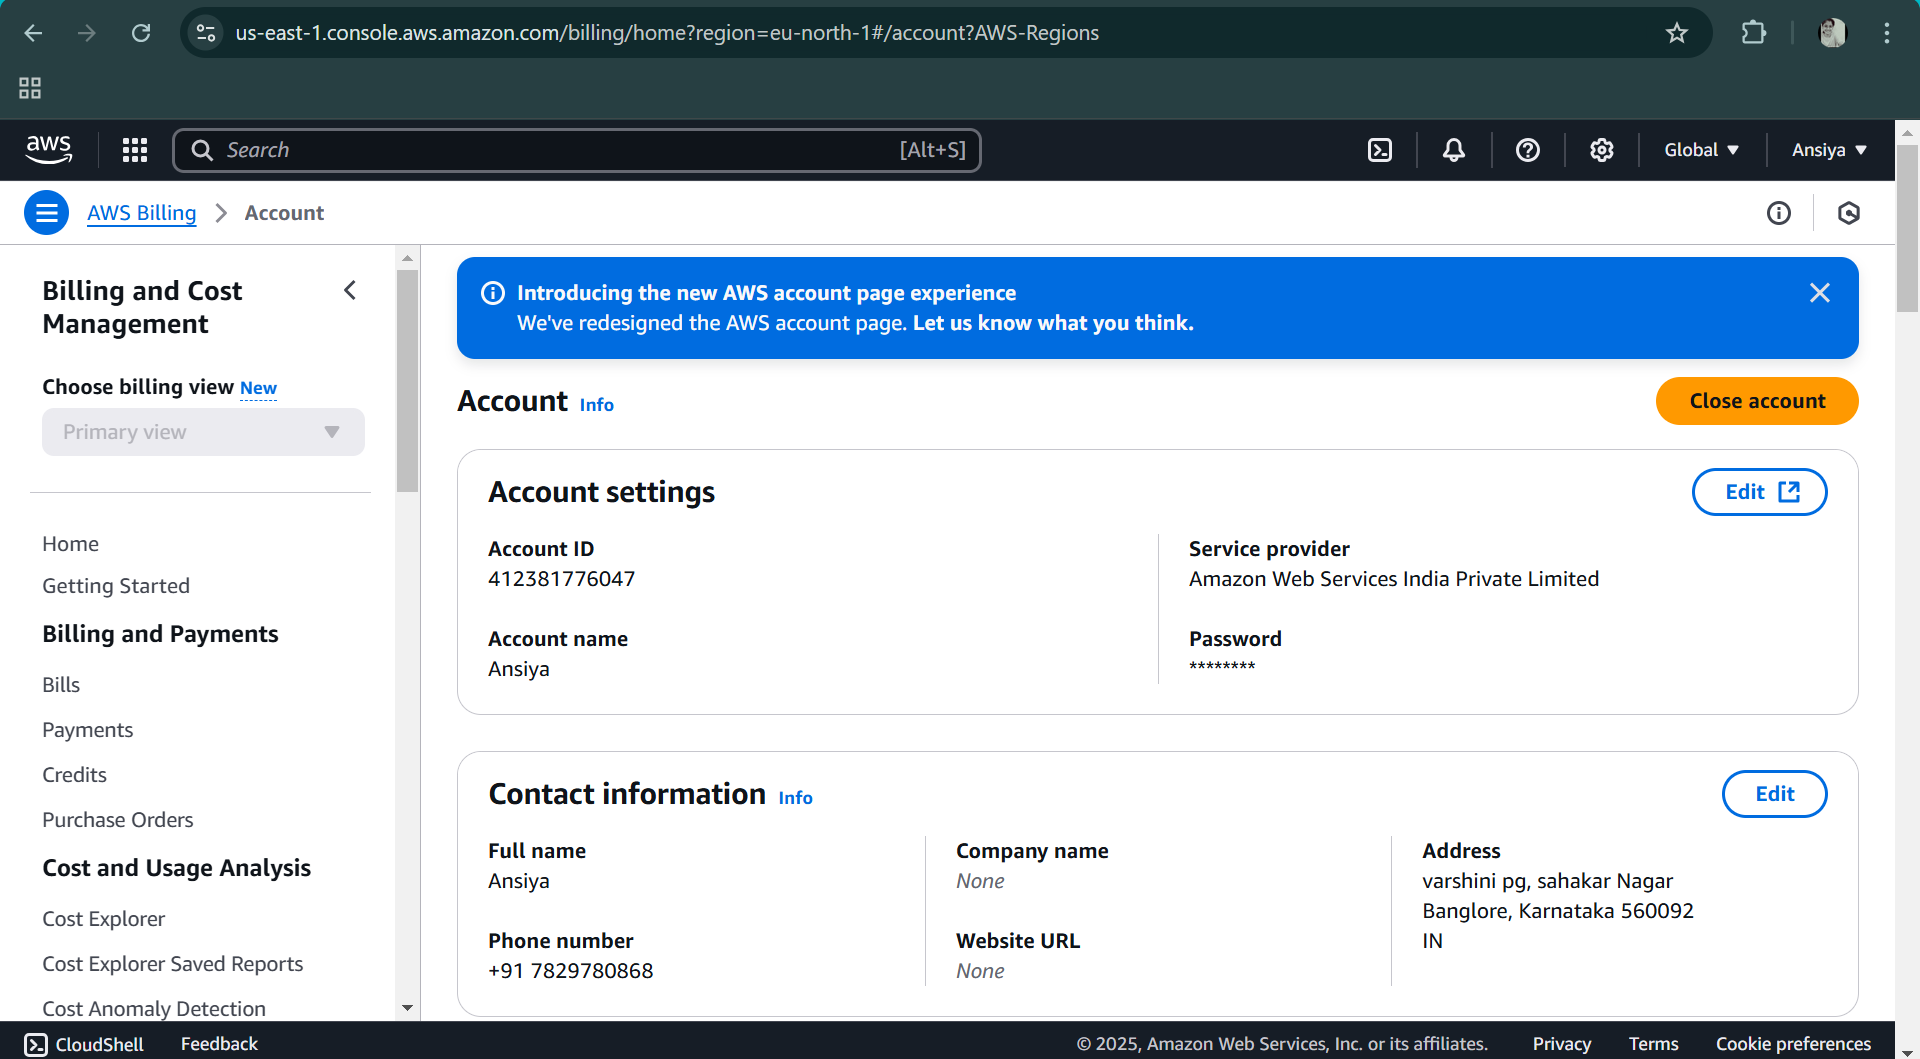 us-east-1.console.aws.amazon.com/billing/home?region=eu-north-1#/account?AWS-Regions
aws
Search
[Alt+S]
Global
Ansiya
AWS Billing
Account
Billing and Cost
Management
Choose billing view New
Primary view
Home
Getting Started
Billing and Payments
Bills
Payments
Credits
Purchase Orders
Cost and Usage Analysis
Cost Explorer
Cost Explorer Saved Reports
Cost Anomaly Detection
Introducing the new AWS account page experience
We've redesigned the AWS account page. Let us know what you think.
Account Info
Close account
Account settings
Edit
Account ID
412381776047
Account name
Ansiya
Service provider
Amazon Web Services India Private Limited
Password
********
Contact information Info
Edit
Full name
Ansiya
Phone number
+91 7829780868
Company name
None
Website URL
None
Address
varshini pg, sahakar Nagar
Banglore, Karnataka 560092
IN
CloudShell
Feedback
© 2025, Amazon Web Services, Inc. or its affiliates.
Privacy
Terms
Cookie preferences